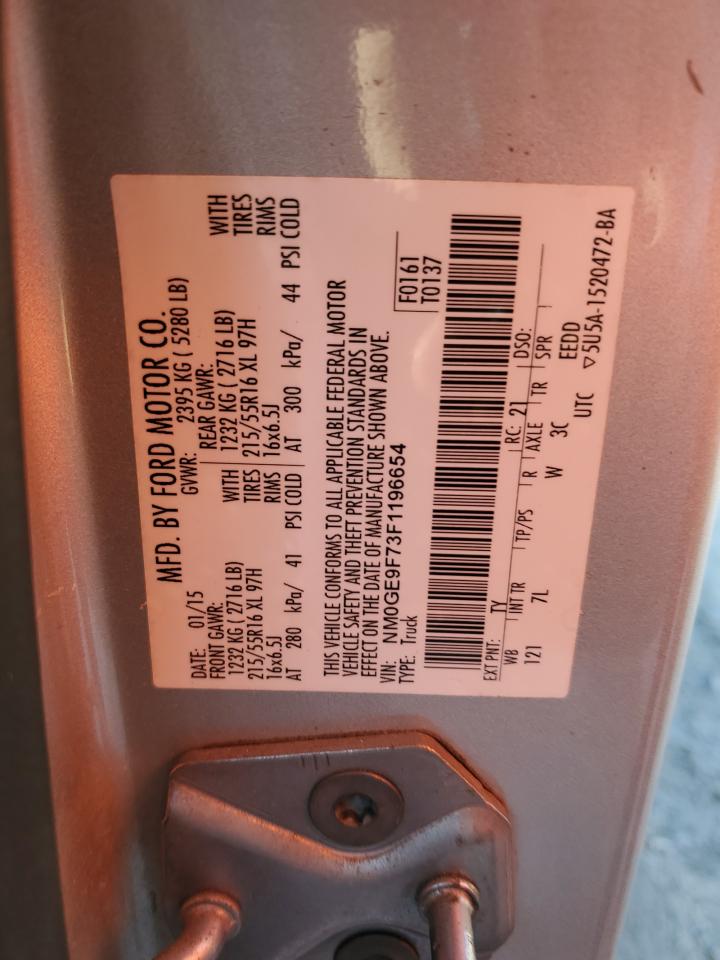 MFD. BY FORD MOTOR CO.
DATE: 01/15 GVWR: 2395 KG ( 5280 LB)
FRONT GAWR: REAR GAWR:
1232 KG ( 2716 LB) WITH 1232 KG ( 2716 LB) WITH
215/55R16 XL 97H TIRES 215/55R16 XL 97H TIRES
16x6.5J RIMS 16x6.5J RIMS
AT 280 kPa/ 41 PSI COLD AT 300 kPa/ 44 PSI COLD
THIS VEHICLE CONFORMS TO ALL APPLICABLE FEDERAL MOTOR
VEHICLE SAFETY AND THEFT PREVENTION STANDARDS IN
EFFECT ON THE DATE OF MANUFACTURE SHOWN ABOVE.
VIN: NM0GE9F73F1196654 F0161
TYPE: Truck T0137
EXT PNT: TY RC: 21 DSO:
WB INT TR TP/PS R AXLE TR SPR
121 7L W 3C EEDD
UTC ▽5U5A-1520472-BA